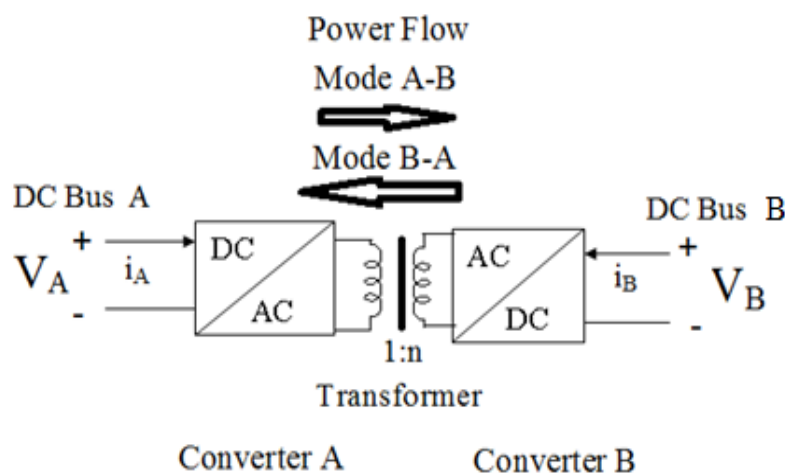 Power Flow
Mode A-B
Mode B-A
DC Bus A
DC Bus B
+
DC
AC
+
V_A
i_A
i_B
V_B
-
AC
DC
-
1:n
Transformer
Converter A
Converter B